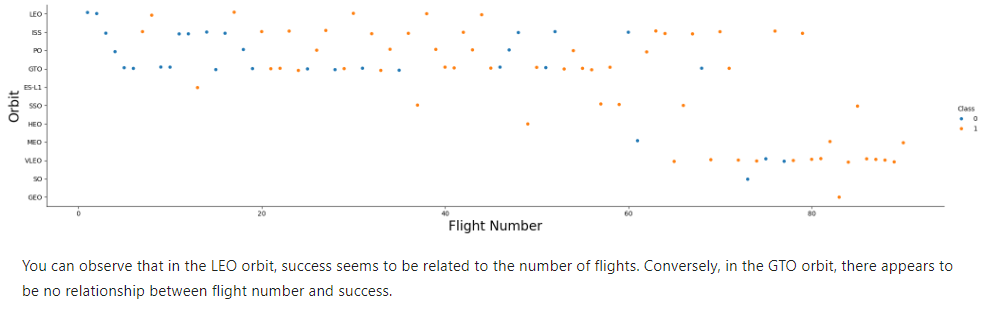 LEO
ISS
PO
GTO
ES-L1
SSO
HEO
MEO
VLEO
SO
GEO
Orbit
0 20 40 60 80
Flight Number
Class
0
1
You can observe that in the LEO orbit, success seems to be related to the number of flights. Conversely, in the GTO orbit, there appears to
be no relationship between flight number and success.